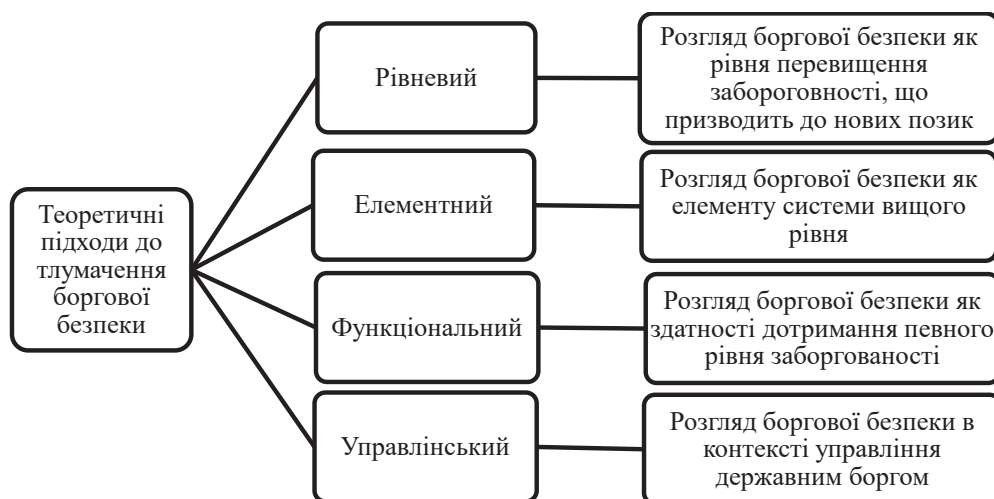 Теоретичні
підходи до
тлумачення
боргової
безпеки
Рівневий
Розгляд боргової безпеки як
рівня перевищення
забороговності, що
призводить до нових позик
Елементний
Розгляд боргової безпеки як
елементу системи вищого
рівня
Функціональний
Розгляд боргової безпеки як
здатності дотримання певного
рівня заборгованості
Управлінський
Розгляд боргової безпеки в
контексті управління
державним боргом